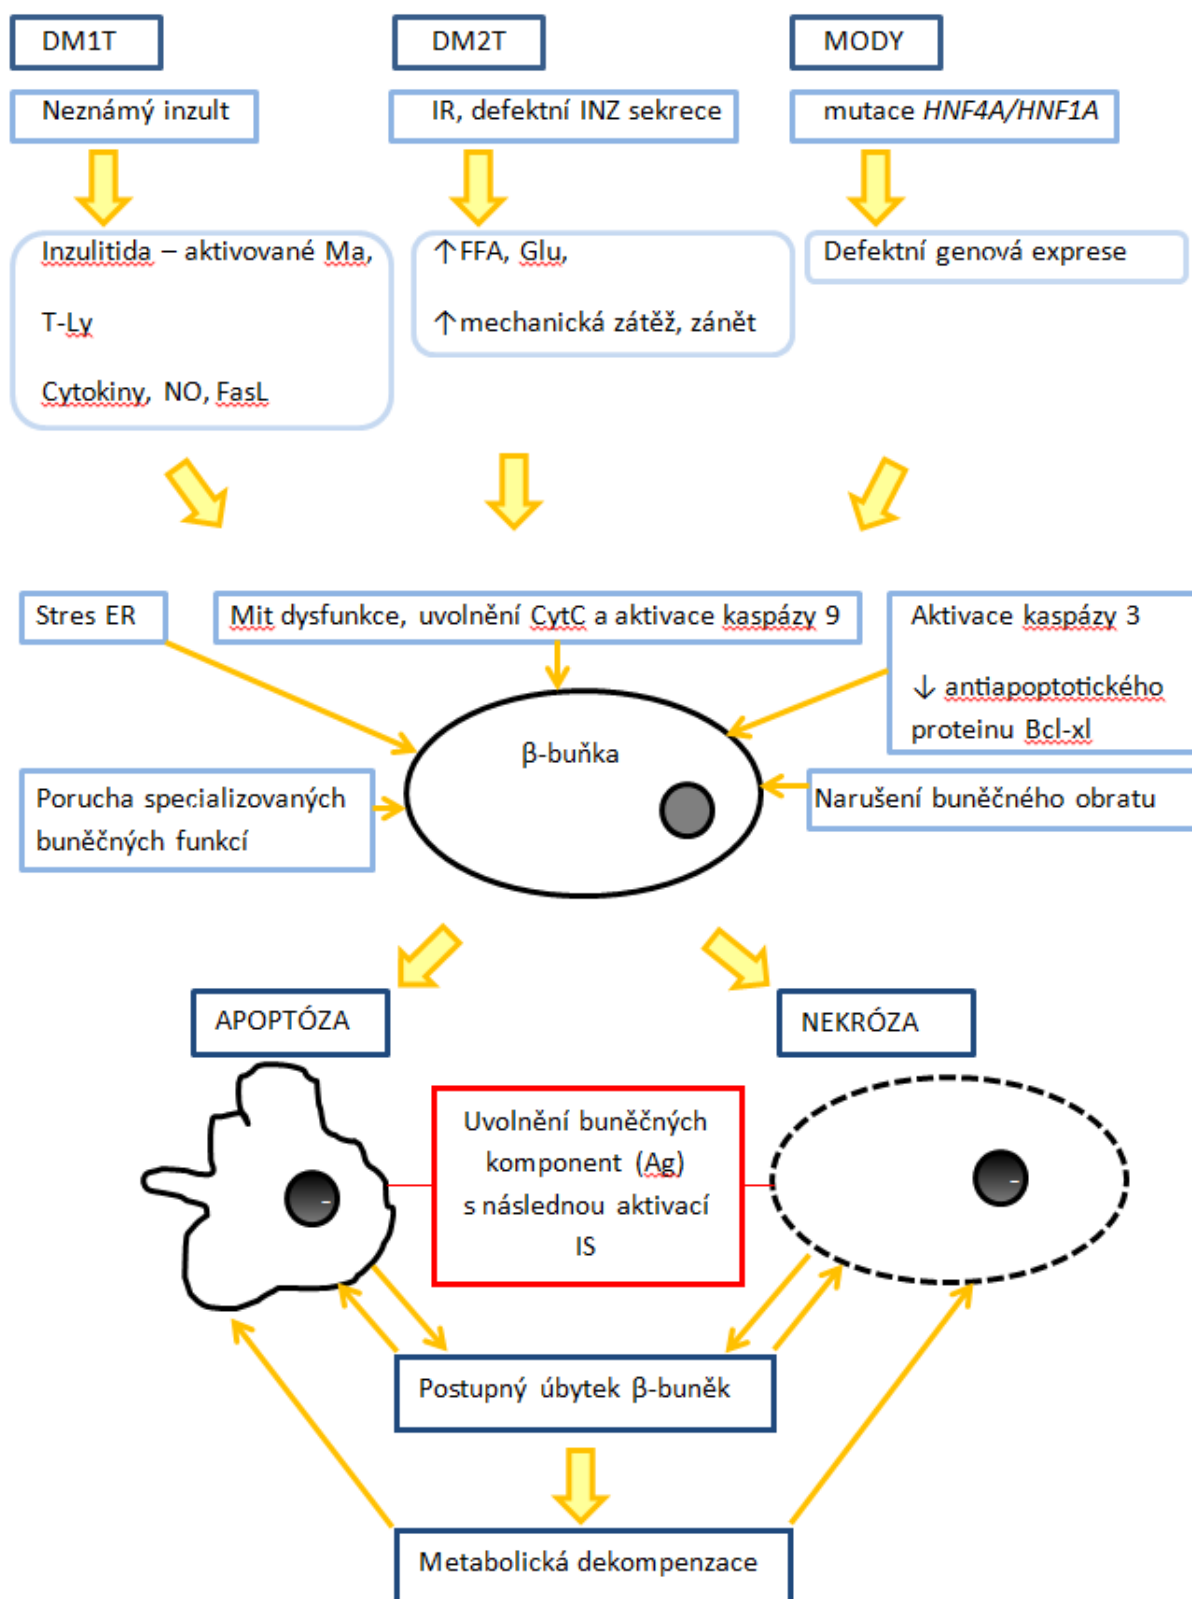 DM1T
DM2T
MODY
Neznámý inzult
IR, defektní INZ sekrece
mutace HNF4A/HNF1A
Inzulitida – aktivované Ma,
T-Ly
Cytokiny, NO, FasL
↑FFA, Glu,
↑mechanická zátěž, zánět
Defektní genová exprese
Stres ER
Mit dysfunkce, uvolnění CytC a aktivace kaspázy 9
Aktivace kaspázy 3
↓ antiapoptotického
proteinu Bcl-xl
β-buňka
Porucha specializovaných
buněčných funkcí
Narušení buněčného obratu
APOPTÓZA
NEKRÓZA
Uvolnění buněčných
komponent (Ag)
s následnou aktivací
IS
Postupný úbytek β-buněk
Metabolická dekompenzace